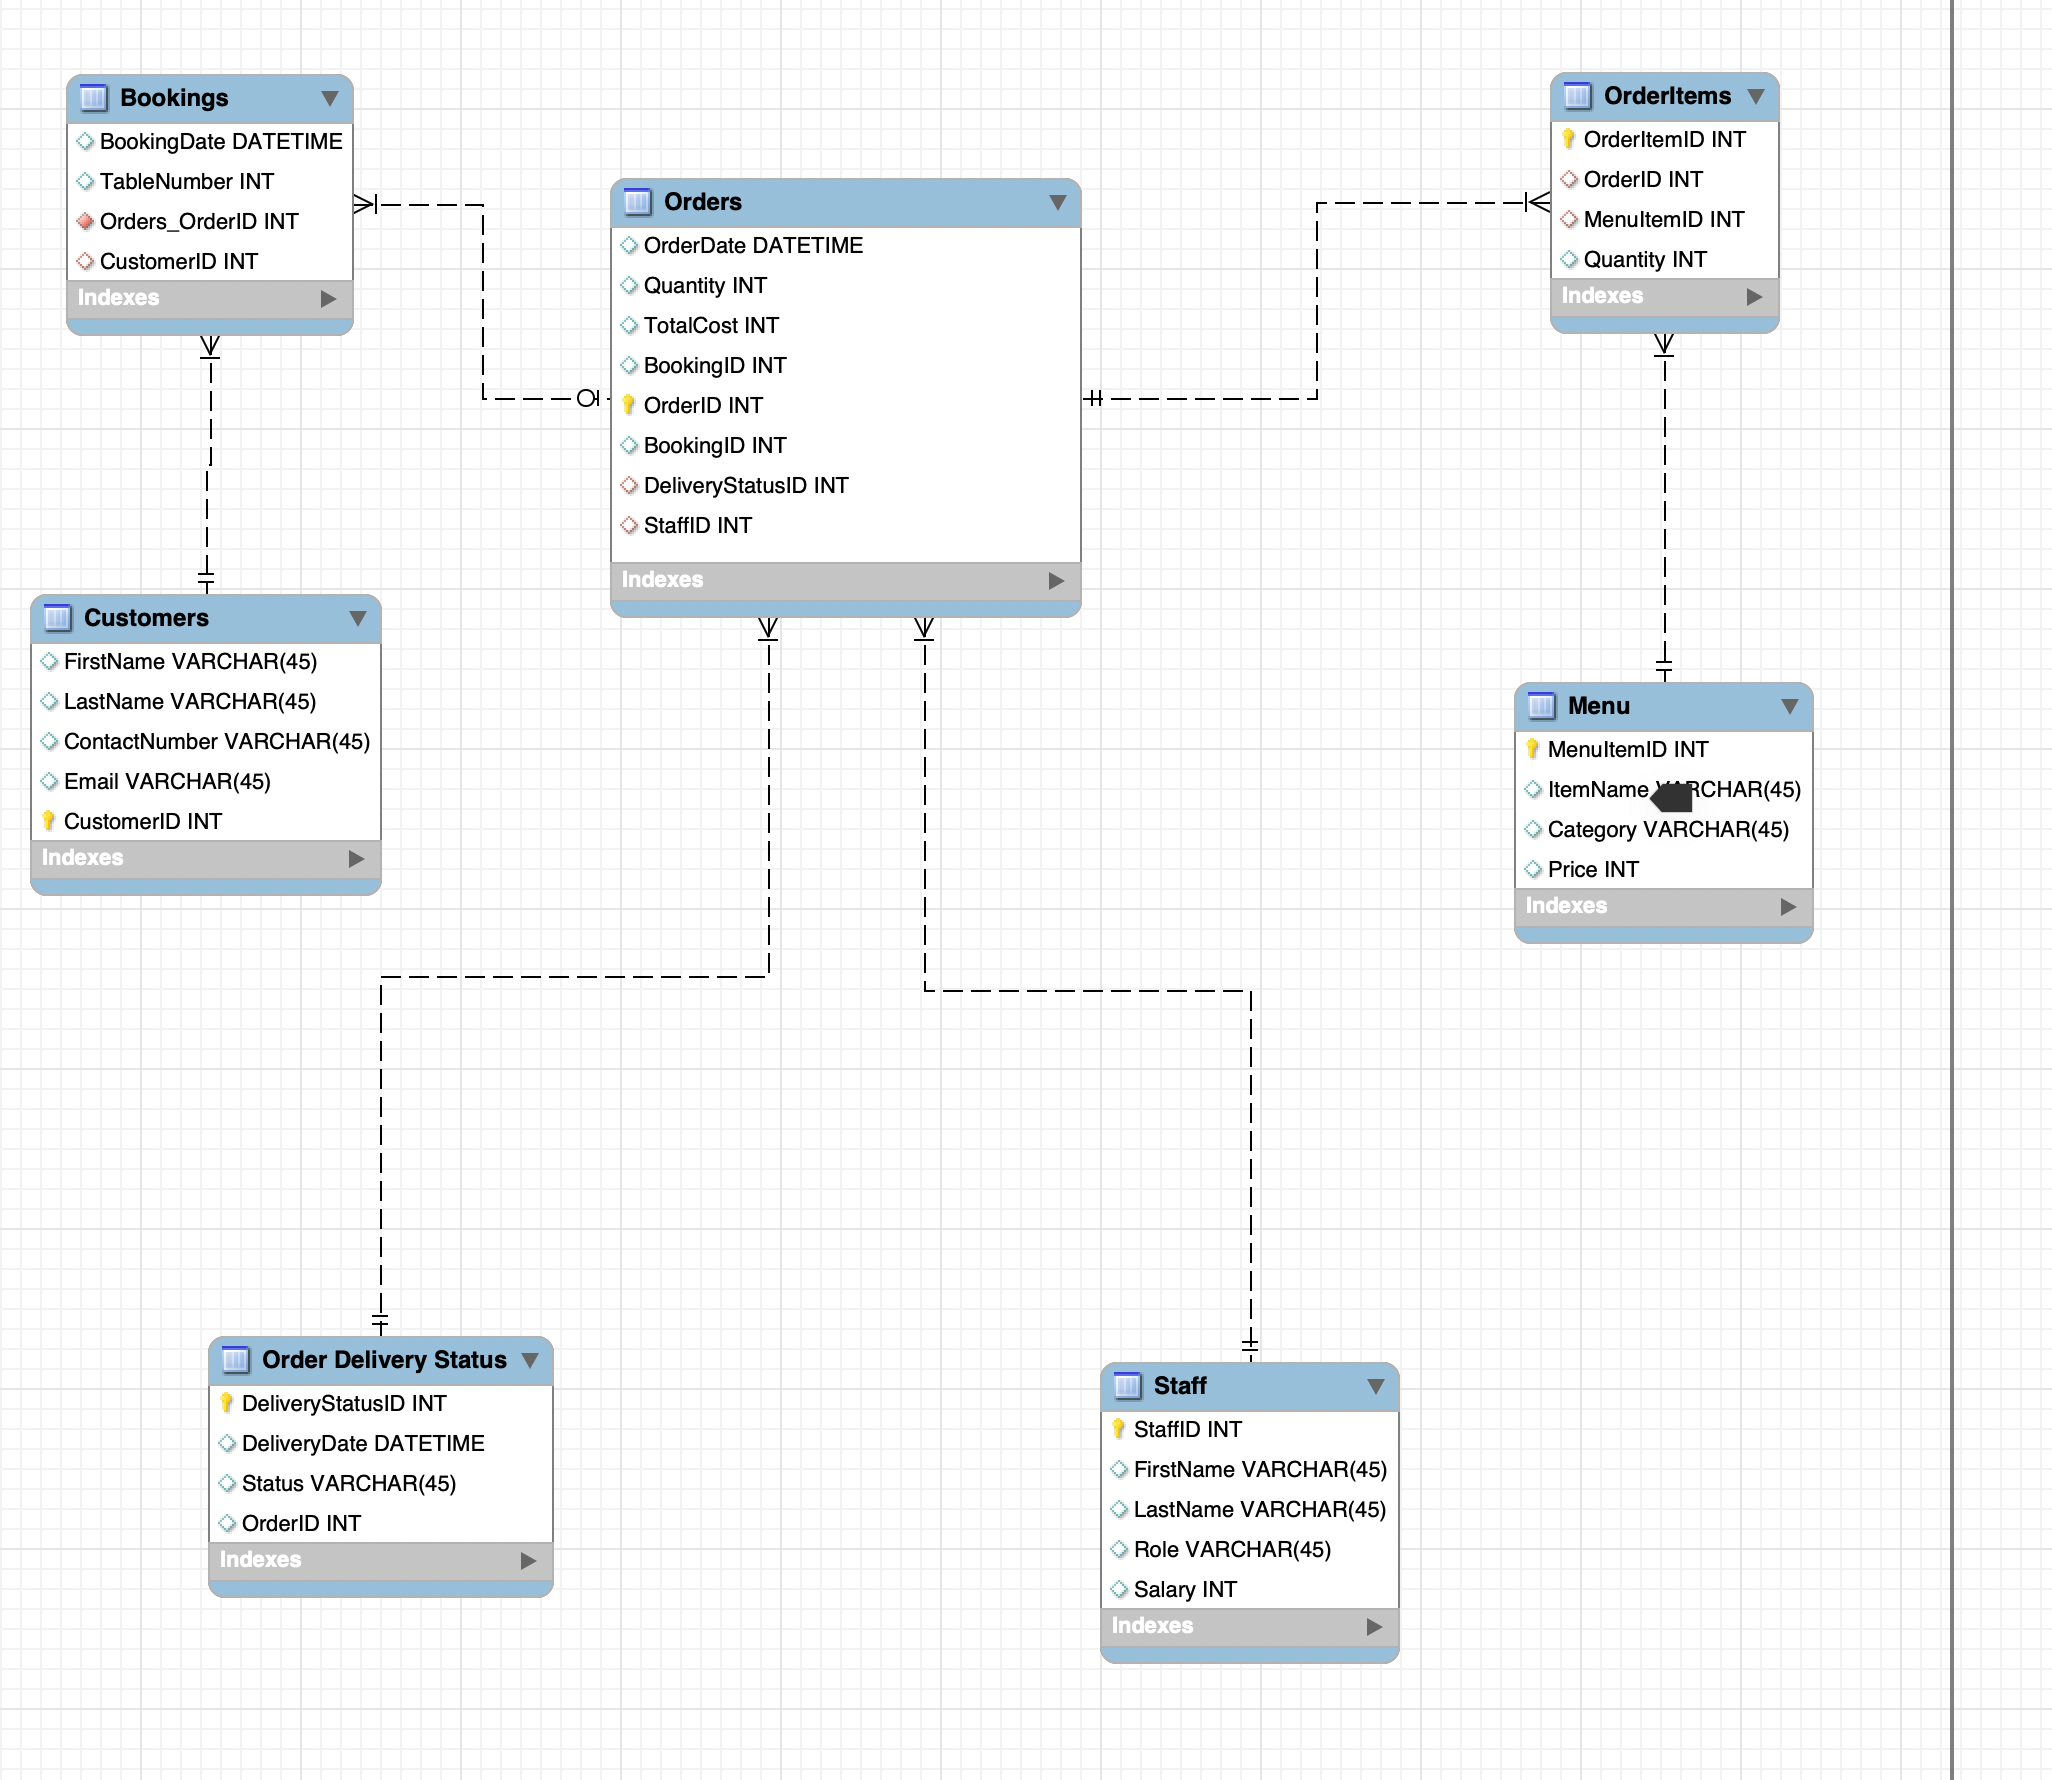 Bookings
BookingDate DATETIME
TableNumber INT
Orders_OrderID INT
CustomerID INT
Indexes
Orders
OrderDate DATETIME
Quantity INT
TotalCost INT
BookingID INT
OrderID INT
BookingID INT
DeliveryStatusID INT
StaffID INT
Indexes
OrderItems
OrderItemID INT
OrderID INT
MenuItemID INT
Quantity INT
Indexes
Customers
FirstName VARCHAR(45)
LastName VARCHAR(45)
ContactNumber VARCHAR(45)
Email VARCHAR(45)
CustomerID INT
Indexes
Menu
MenuItemID INT
ItemName VARCHAR(45)
Category VARCHAR(45)
Price INT
Indexes
Order Delivery Status
DeliveryStatusID INT
DeliveryDate DATETIME
Status VARCHAR(45)
OrderID INT
Indexes
Staff
StaffID INT
FirstName VARCHAR(45)
LastName VARCHAR(45)
Role VARCHAR(45)
Salary INT
Indexes